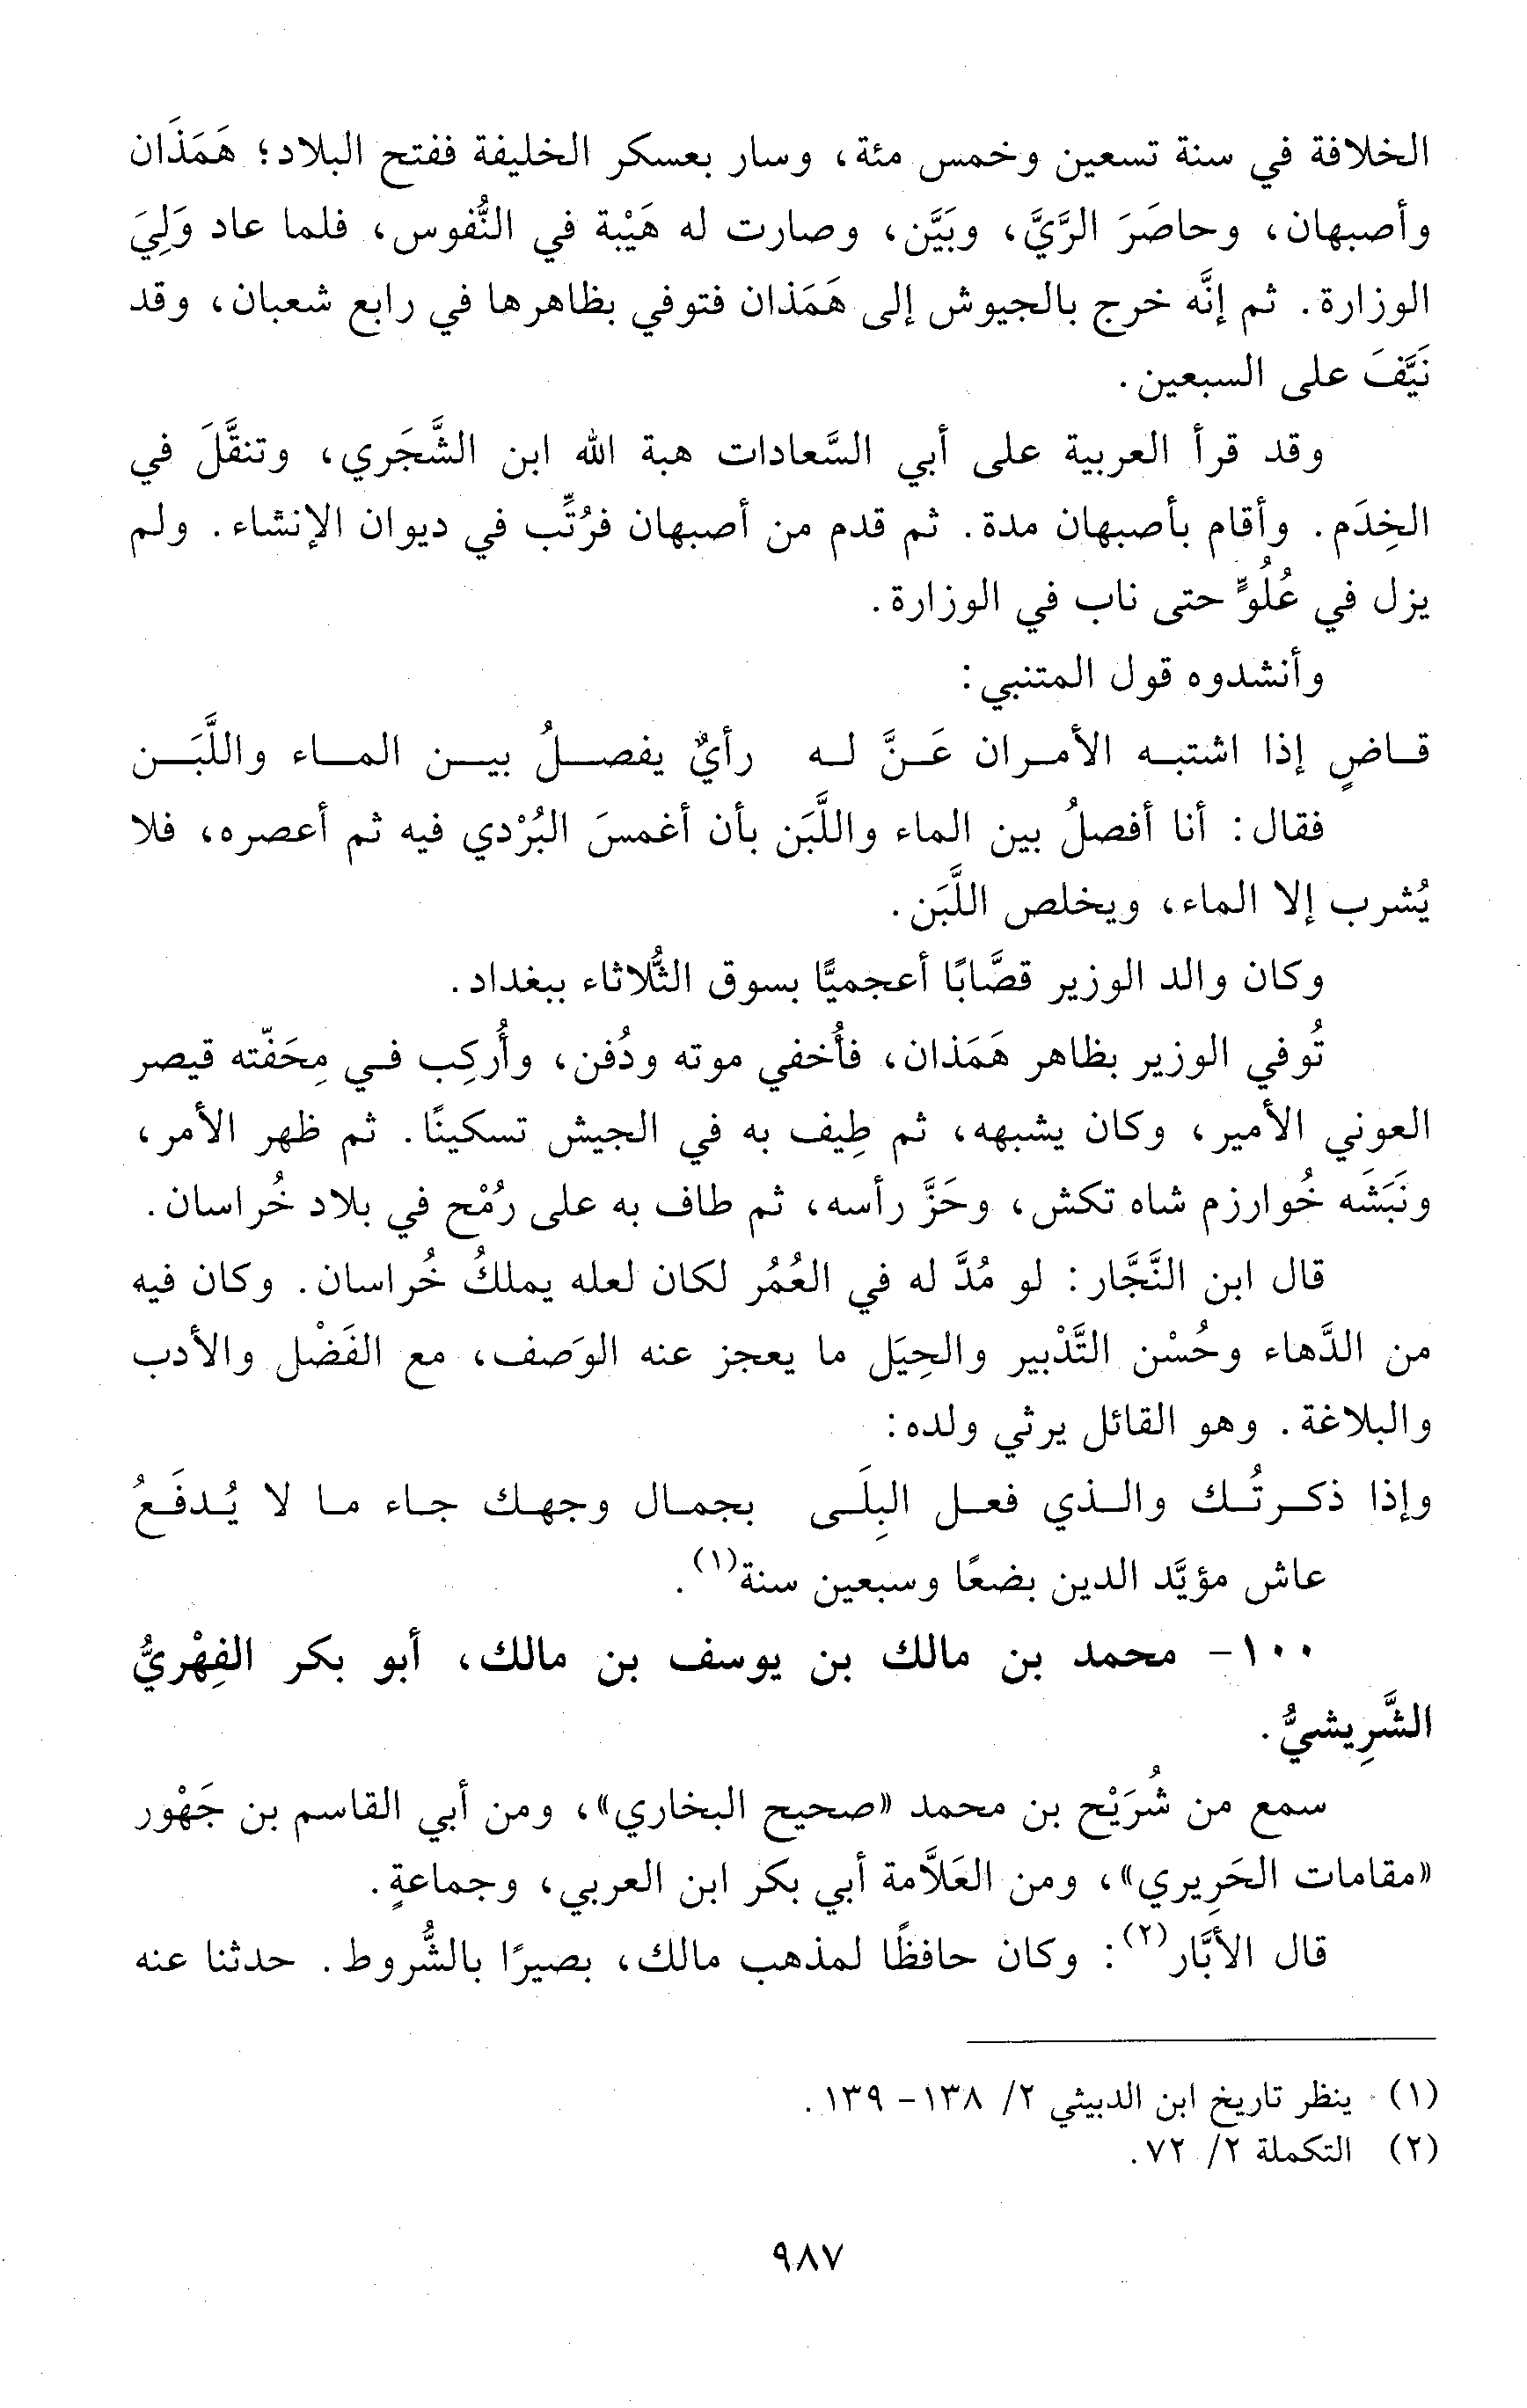 الخلافة في سنة تسعين وخمس مئة، وسار بعسكر الخليفة ففتح البلاد؛ هَمَذَان
وأصبهان، وحاصَرَ الرَّيَّ، وبَيَّن، وصارت له هَيْبة في النُّفوس، فلما عاد وَلِيَ
الوزارة. ثم إنَّه خرج بالجيوش إلى هَمَذان فتوفي بظاهرها في رابع شعبان، وقد
نَيَّفَ على السبعين.
وقد قرأ العربية على أبي السَّعادات هبة الله ابن الشَّجَري، وتنقَّلَ في
الخِدَم. وأقام بأصبهان مدة. ثم قدم من أصبهان فرُتِّب في ديوان الإنشاء. ولم
يزل في عُلُوٍّ حتى ناب في الوزارة.
وأنشدوه قول المتنبي:
قاضٍ إذا اشتبه الأمران عَنَّ له رأيٌ يفصلُ بين الماء واللَّبَن
فقال: أنا أفصلُ بين الماء واللَّبَن بأن أغمسَ البُرْدي فيه ثم أعصره، فلا
يُشرب إلا الماء، ويخلص اللَّبَن.
وكان والد الوزير قصَّابًا أعجميًّا بسوق الثُّلاثاء ببغداد.
تُوفي الوزير بظاهر هَمَذان، فأُخفي موته ودُفن، وأُركِب في مِحَفّته قيصر
العوني الأمير، وكان يشبهه، ثم طِيف به في الجيش تسكينًا. ثم ظهر الأمر،
ونَبَشَه خُوارزم شاه تكش، وحَزَّ رأسه، ثم طاف به على رُمْح في بلاد خُراسان.
قال ابن النَّجَّار: لو مُدَّ له في العُمُر لكان لعله يملكُ خُراسان. وكان فيه
من الدَّهاء وحُسْن التَّدْبير والحِيَل ما يعجز عنه الوَصف، مع الفَضْل والأدب
والبلاغة. وهو القائل يرثي ولده:
وإذا ذكرتُك والذي فعل البِلَى بجمال وجهك جاء ما لا يُدفَعُ
عاش مؤيَّد الدين بضعًا وسبعين سنة(١).
١٠٠- محمد بن مالك بن يوسف بن مالك، أبو بكر الفِهْريُّ
الشَّرِيشيُّ.
سمع من شُرَيْح بن محمد «صحيح البخاري»، ومن أبي القاسم بن جَهْور
«مقامات الحَرِيري»، ومن العَلاَّمة أبي بكر ابن العربي، وجماعةٍ.
قال الأبَّار(٢): وكان حافظًا لمذهب مالك، بصيرًا بالشُّروط. حدثنا عنه
(١) ينظر تاريخ ابن الدبيثي ٢/ ١٣٨- ١٣٩.
(٢) التكملة ٢/ ٧٢.
٩٨٧